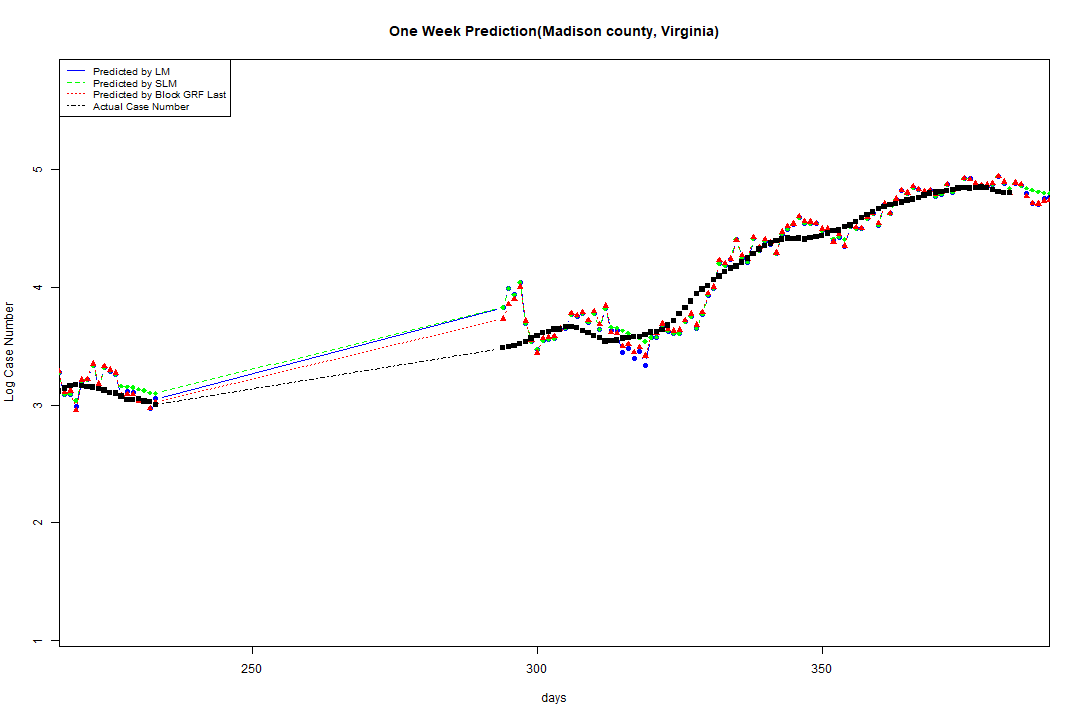 One Week Prediction(Madison county, Virginia)
Predicted by LM
Predicted by SLM
Predicted by Block GRF Last
Actual Case Number
Log Case Number
5
4
3
2
1
250
300
350
days